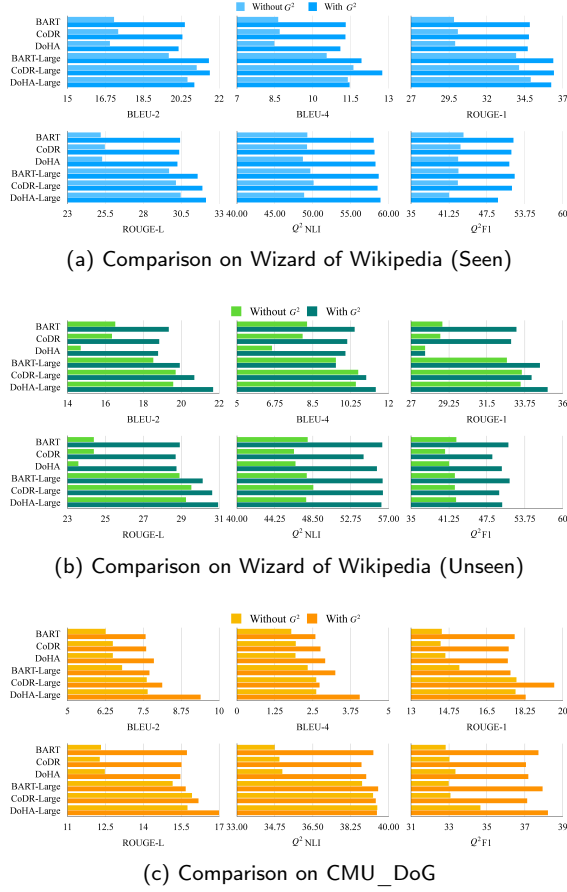 Without G² With G²
BART
CoDR
DoHA
BART-Large
CoDR-Large
DoHA-Large
15 16.75 18.5 20.25 22
BLEU-2
7 8.5 10 11.5 13
BLEU-4
27 29.5 32 34.5 37
ROUGE-1
BART
CoDR
DoHA
BART-Large
CoDR-Large
DoHA-Large
23 25.5 28 30.5 33
ROUGE-L
40.00 45.00 50.00 55.00 60.00
Q² NLI
35 41.25 47.5 53.75 60
Q² F1
(a) Comparison on Wizard of Wikipedia (Seen)
Without G² With G²
BART
CoDR
DoHA
BART-Large
CoDR-Large
DoHA-Large
14 16 18 20 22
BLEU-2
5 6.75 8.5 10.25 12
BLEU-4
27 29.25 31.5 33.75 36
ROUGE-1
BART
CoDR
DoHA
BART-Large
CoDR-Large
DoHA-Large
23 25 27 29 31
ROUGE-L
40.00 44.25 48.50 52.75 57.00
Q² NLI
35 41.25 47.5 53.75 60
Q² F1
(b) Comparison on Wizard of Wikipedia (Unseen)
Without G² With G²
BART
CoDR
DoHA
BART-Large
CoDR-Large
DoHA-Large
5 6.25 7.5 8.75 10
BLEU-2
0 1.25 2.5 3.75 5
BLEU-4
13 14.75 16.5 18.25 20
ROUGE-1
BART
CoDR
DoHA
BART-Large
CoDR-Large
DoHA-Large
11 12.5 14 15.5 17
ROUGE-L
33.00 34.75 36.50 38.25 40.00
Q² NLI
31 33 35 37 39
Q² F1
(c) Comparison on CMU_DoG